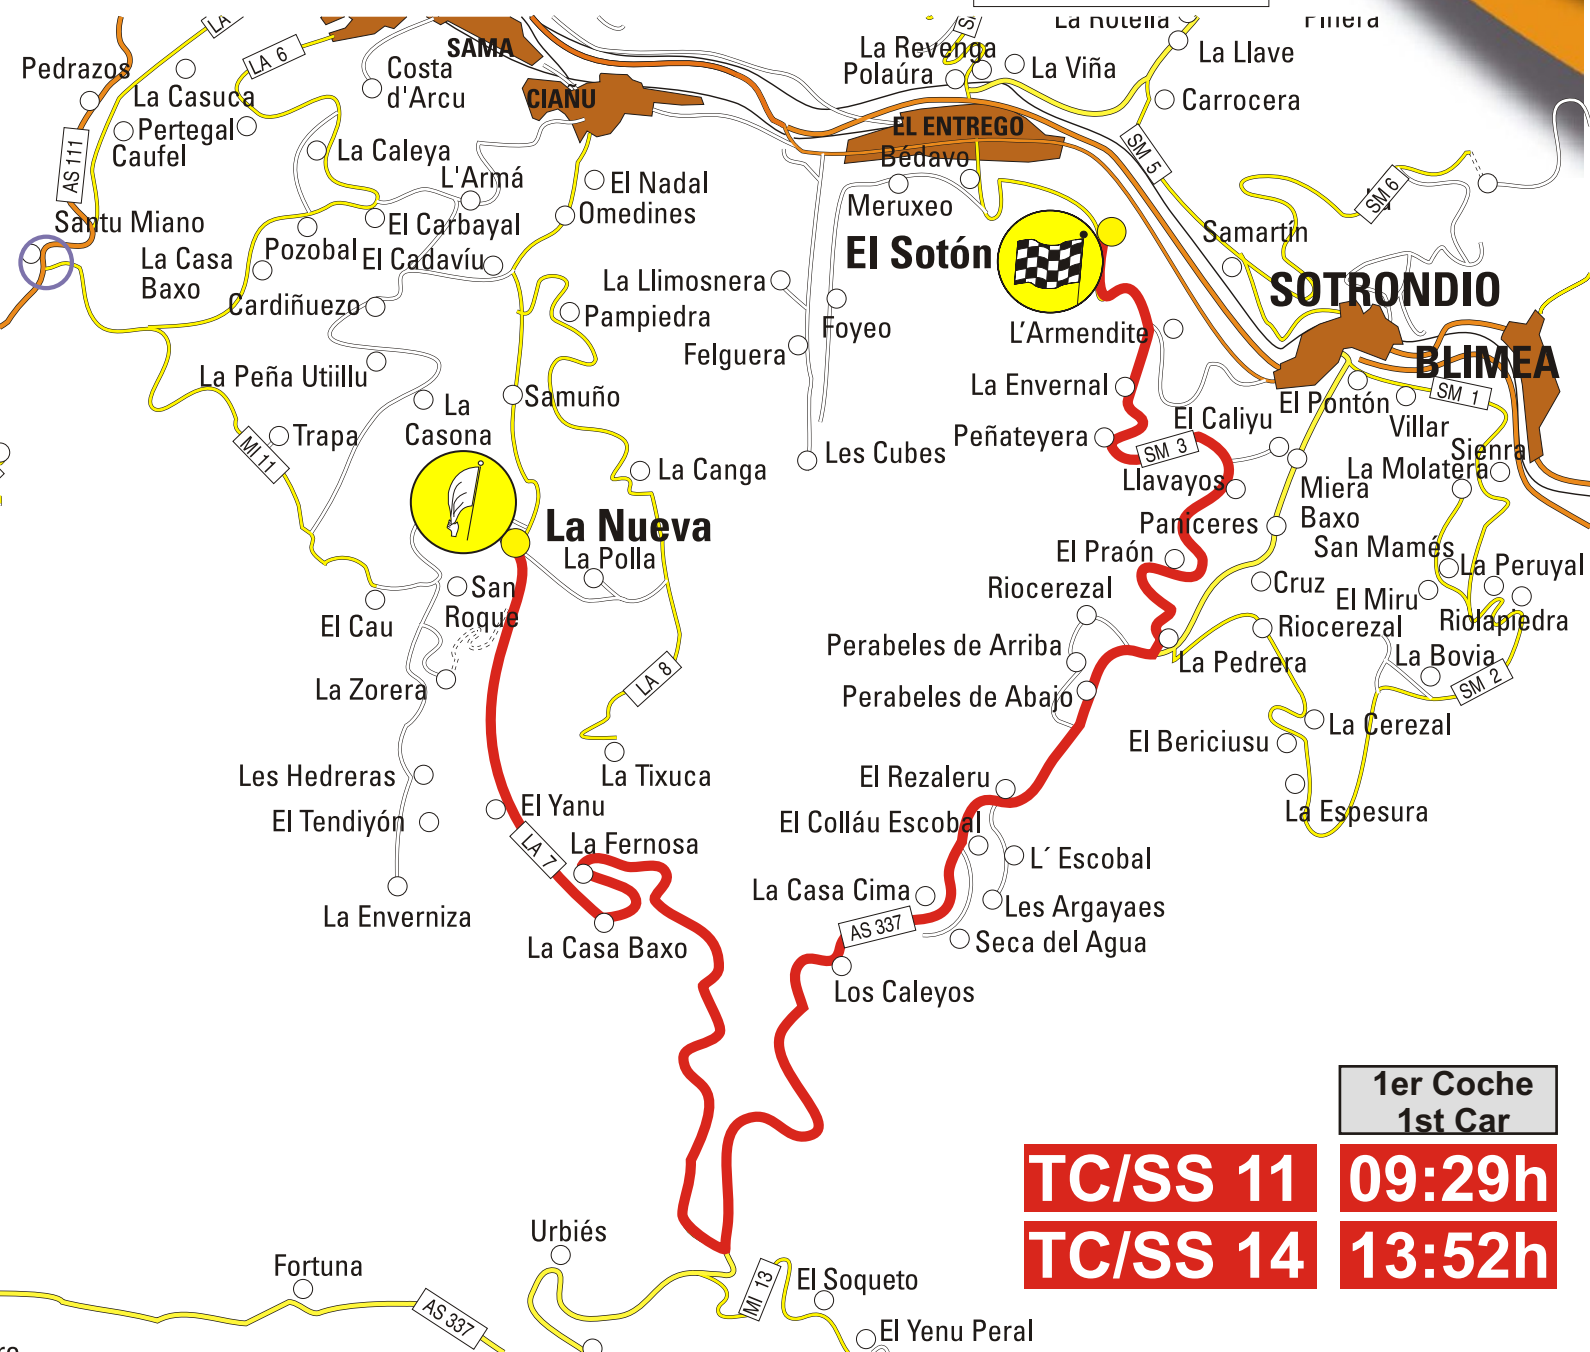 La Rotella
Piñera
SAMA
LA 6
Pedrazos
Costa
d'Arcu
La Revenga
Polaúra
La Viña
La Llave
La Casuca
CIAÑU
Carrocera
Pertegal
Caufel
EL ENTREGO
AS 111
La Caleya
Bédavo
SM 5
L'Armá
El Nadal
Meruxeo
SM 6
Santu Miano
El Carbayal
Omedines
Samartín
La Casa
Baxo
Pozobal
El Cadavíu
El Sotón
La Llimosnera
SOTRONDIO
Cardiñuezo
Pampiedra
Foyeo
L'Armendite
Felguera
BLIMEA
La Peña Utiillu
La Envernal
SM 1
Samuño
El Pontón
La
Casona
El Caliyu
Villar
Trapa
Peñateyera
SM 3
Sienra
MI 11
Les Cubes
La Canga
La Molatera
Llavayos
Miera
Baxo
La Nueva
Paniceres
San Mamés
La Polla
El Praón
La Peruyal
San
Roque
Riocerezal
Cruz
El Miru
El Cau
Riocerezal
Riolapiedra
Perabeles de Arriba
La Pedrera
La Bovia
LA 8
SM 2
La Zorera
Perabeles de Abajo
La Cerezal
El Bericiusu
Les Hedreras
La Tixuca
El Rezaleru
El Yanu
La Espesura
El Tendiyón
El Colláu Escobal
LA 7
La Fernosa
L´ Escobal
La Casa Cima
Les Argayaes
La Enverniza
AS 337
La Casa Baxo
Seca del Agua
Los Caleyos
1er Coche
1st Car
TC/SS 11 09:29h
TC/SS 14 13:52h
Urbiés
Fortuna
MI 13
El Soqueto
AS 337
El Yenu Peral